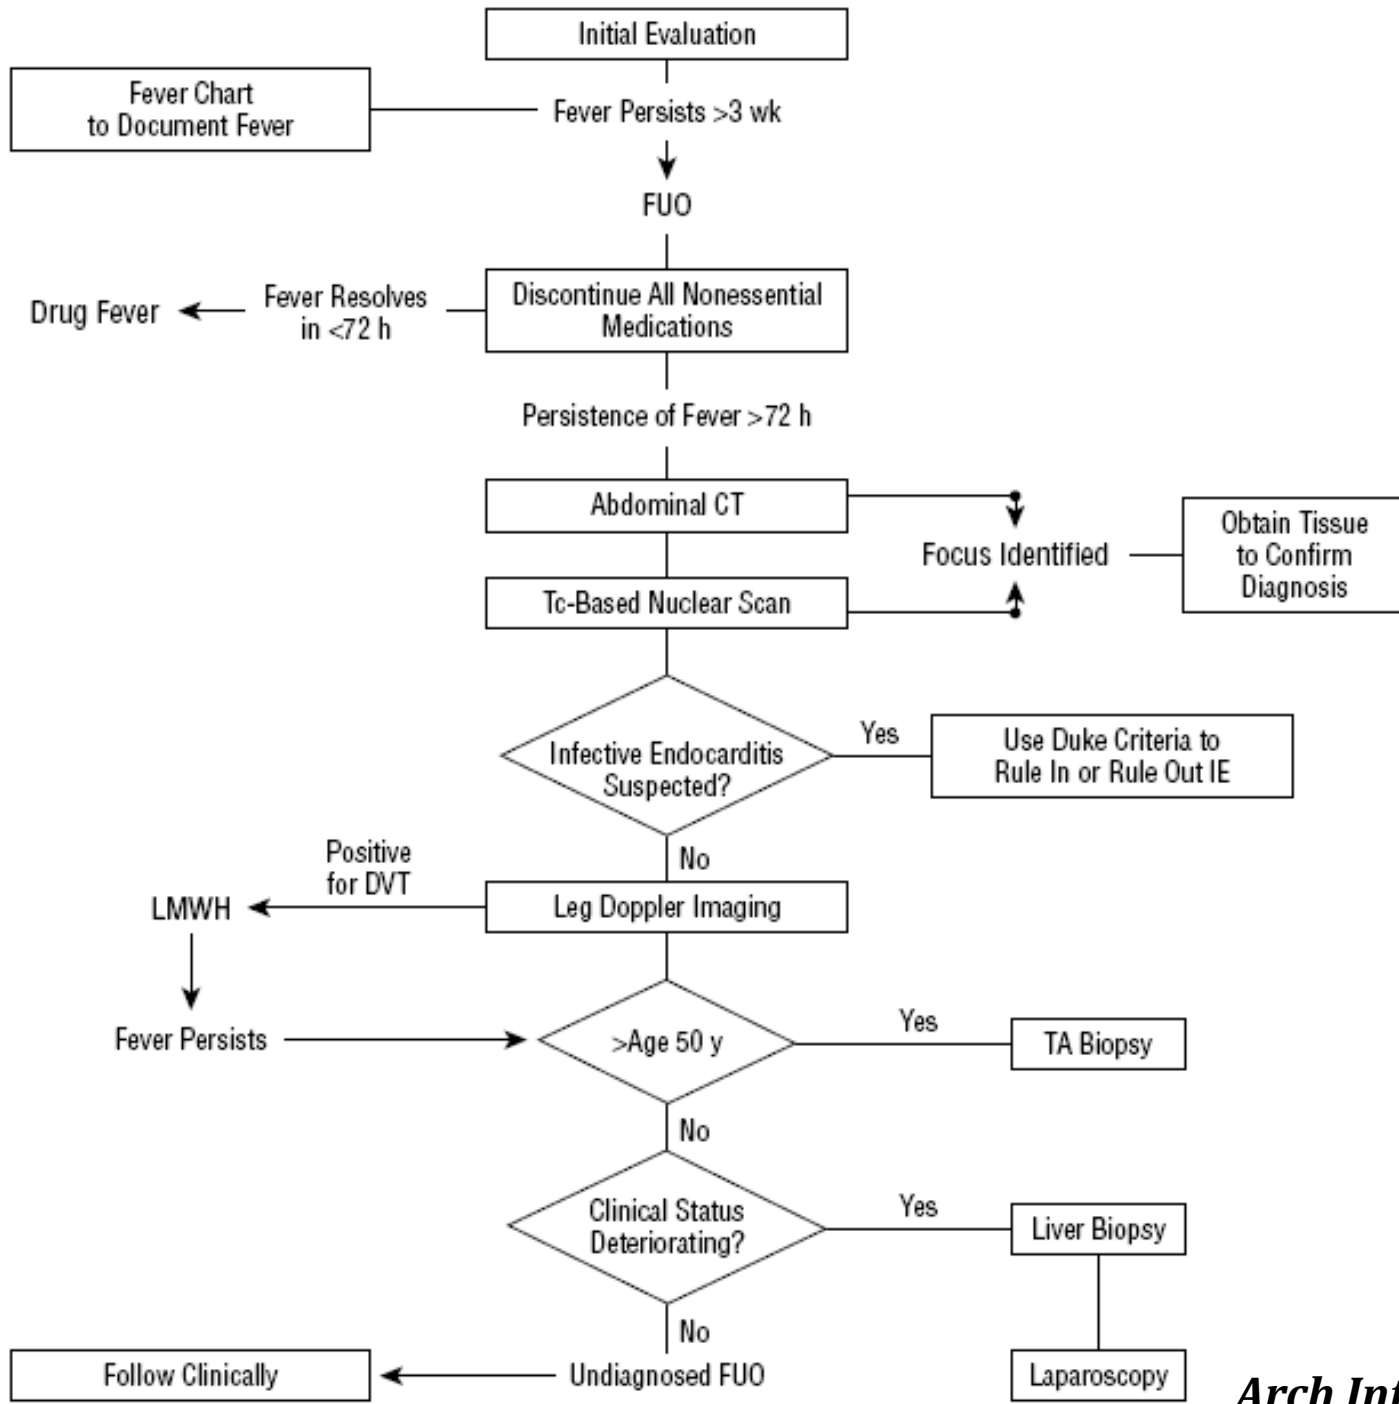 Initial Evaluation
Fever Chart
to Document Fever
Fever Persists >3 wk
FUO
Discontinue All Nonessential
Medications
Fever Resolves
in <72 h
Drug Fever
Persistence of Fever >72 h
Abdominal CT
Focus Identified
Obtain Tissue
to Confirm
Diagnosis
Tc-Based Nuclear Scan
Infective Endocarditis
Suspected?
Yes
Use Duke Criteria to
Rule In or Rule Out IE
No
Positive
for DVT
LMWH
Leg Doppler Imaging
Fever Persists
>Age 50 y
Yes
TA Biopsy
No
Clinical Status
Deteriorating?
Yes
Liver Biopsy
No
Follow Clinically
Undiagnosed FUO
Laparoscopy
Arch